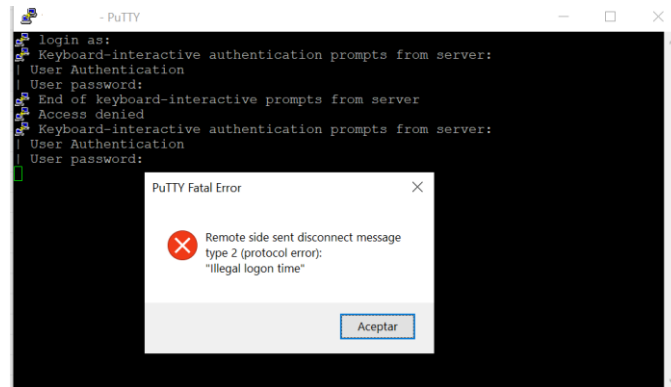 - PuTTY
login as:
Keyboard-interactive authentication prompts from server:
| User Authentication
| User password:
End of keyboard-interactive prompts from server
Access denied
Keyboard-interactive authentication prompts from server:
| User Authentication
| User password:
PuTTY Fatal Error
Remote side sent disconnect message
type 2 (protocol error):
"Illegal logon time"
Aceptar